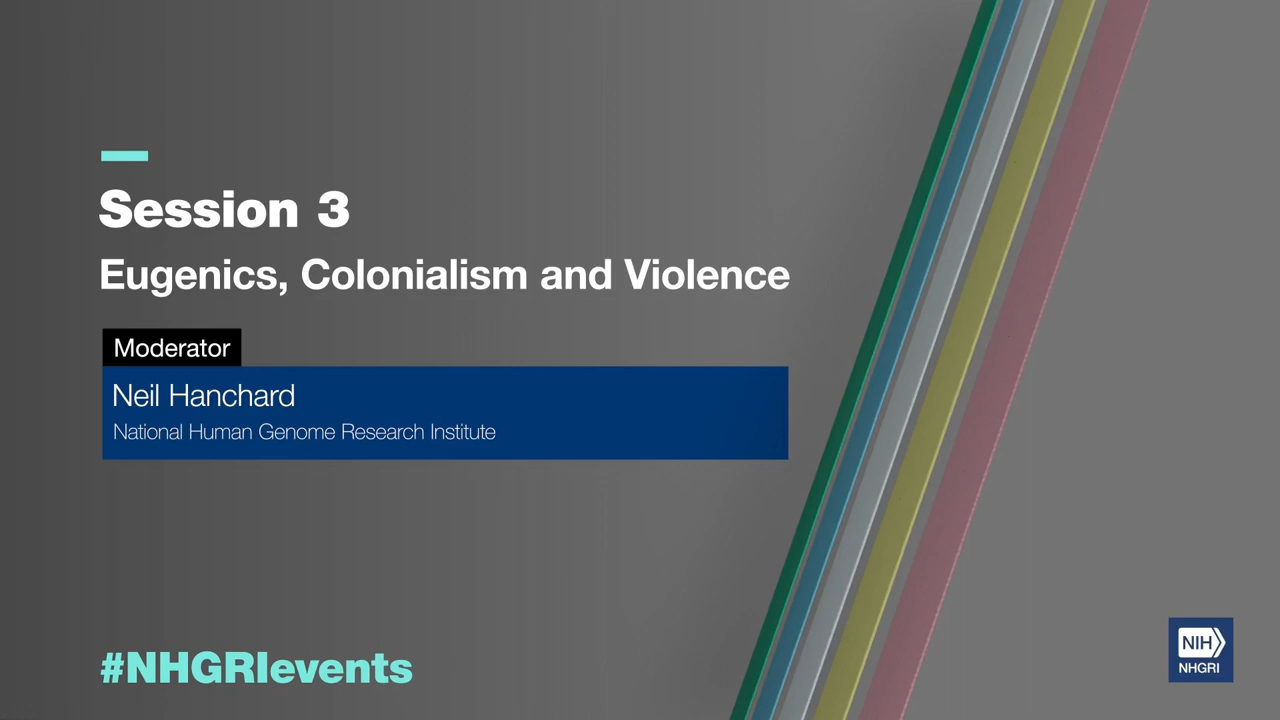 Session 3
Eugenics, Colonialism and Violence
Moderator
Neil Hanchard
National Human Genome Research Institute
#NHGRIevents
NIH
NHGRI